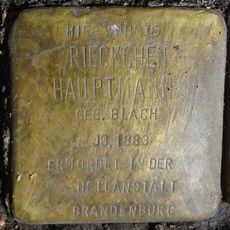 HIER WOHNTE
RIECKCHEN
HAUPTMANN
GEB. BLACH
JG. 1883
ERMORDET IN DER
HEILANSTALT
BRANDENBURG